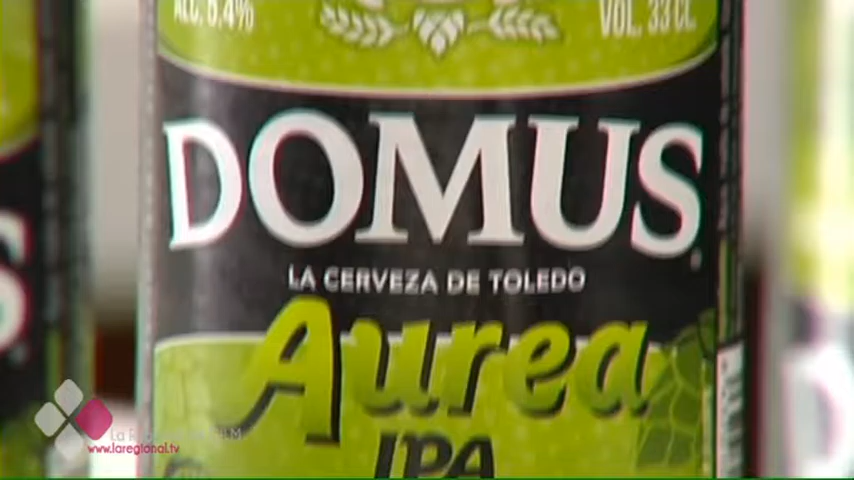 ALC. 6.4% VOL. 33 CL.
DOMUS
LA CERVEZA DE TOLEDO
Aurea
IPA
www.laregional.tv